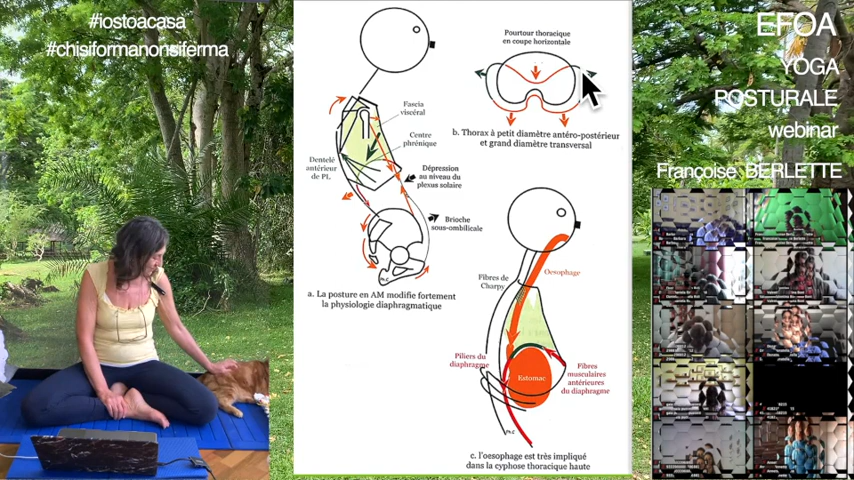 #iostoacasa
#chisiformanonsiferma
Fascia
viscéral
Centre
phrénique
Dentelé
antérieur
de PL
Dépression
au niveau du
plexus solaire
Brioche
sous-ombilicale
a. La posture en AM modifie fortement
la physiologie diaphragmatique
Pourtour thoracique
en coupe horizontale
b. Thorax à petit diamètre antéro-postérieur
et grand diamètre transversal
Oesophage
Fibres de
Charpy
Piliers du
diaphragme
Estomac
Fibres
musculaires
antérieures
du diaphragme
c. l'oesophage est très impliqué
dans la cyphose thoracique haute
EFOA
YOGA
POSTURALE
webinar
Françoise BERLETTE